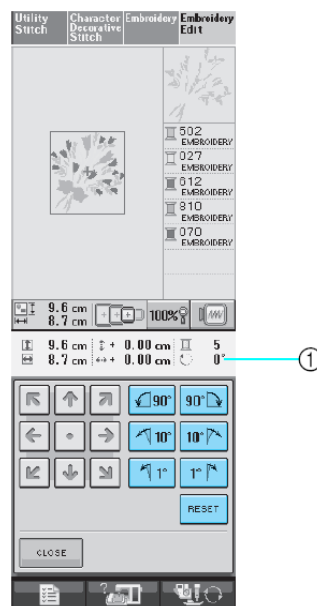 Utility Stitch
Character Decorative Stitch
Embroidery
Embroidery Edit
502
EMBROIDERY
027
EMBROIDERY
612
EMBROIDERY
810
EMBROIDERY
070
EMBROIDERY
9.6 cm
8.7 cm
100%
9.6 cm + 0.00 cm 5
8.7 cm + 0.00 cm 0°
1
90° 90°
10° 10°
1° 1°
RESET
CLOSE
?